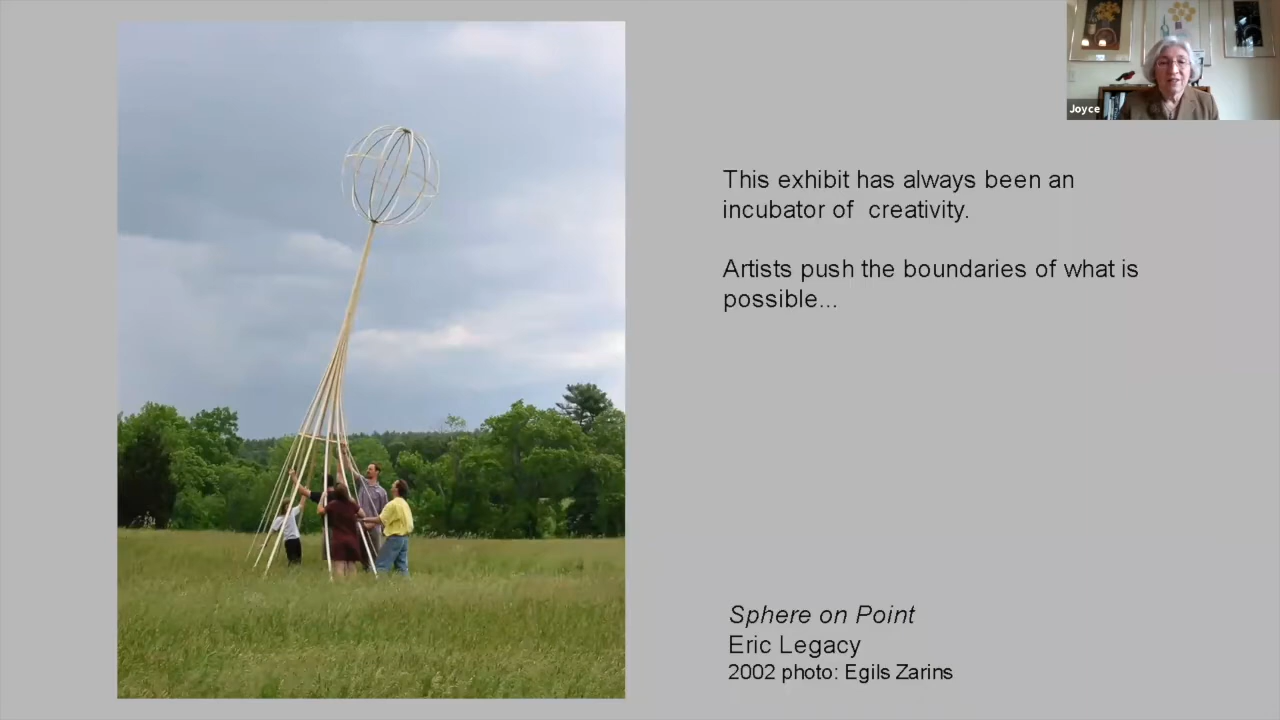 Joyce
This exhibit has always been an
incubator of  creativity.
Artists push the boundaries of what is
possible...
Sphere on Point
Eric Legacy
2002 photo: Egils Zarins